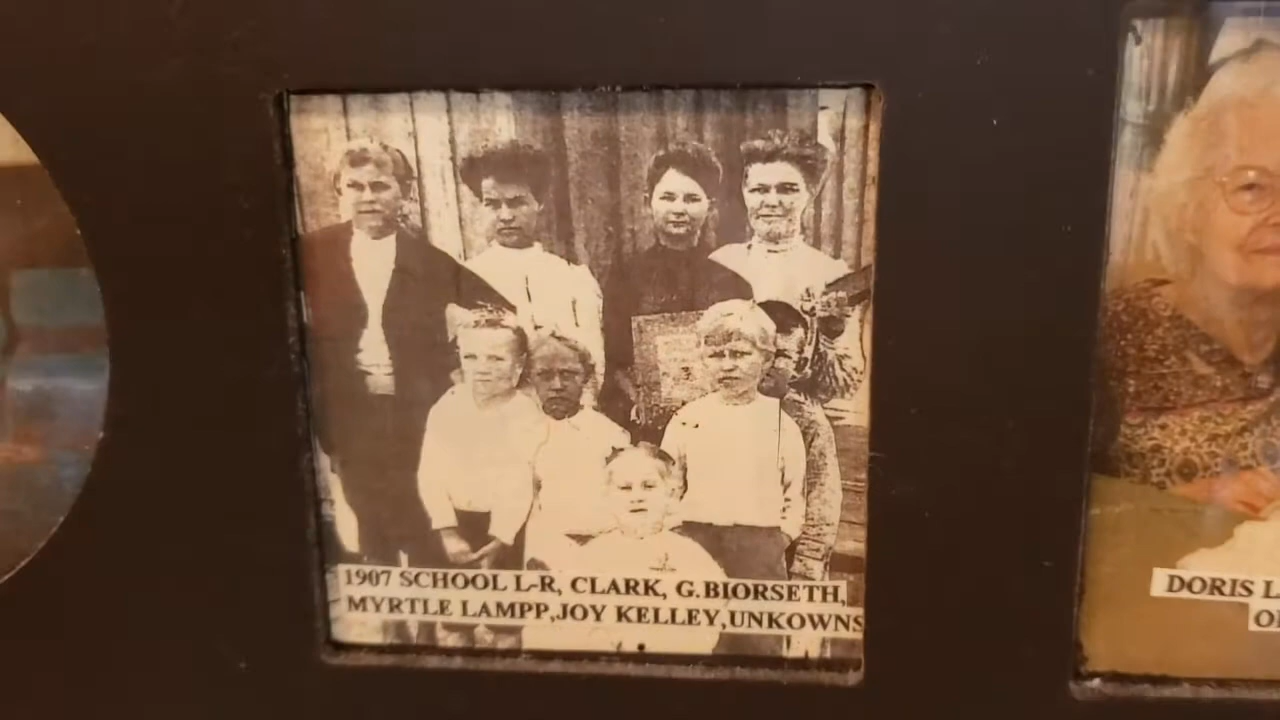 1907 SCHOOL L-R, CLARK, G.BIORSETH,
MYRTLE LAMPP,JOY KELLEY,UNKOWNS
DORIS L